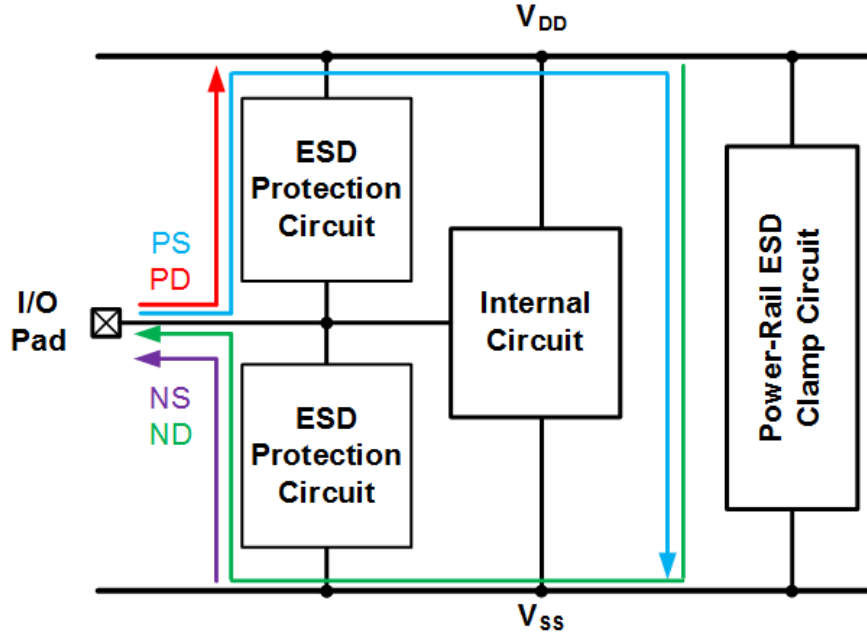 VDD
ESD
Protection
Circuit
PS
PD
I/O
Pad
Internal
Circuit
Power-Rail ESD
Clamp Circuit
NS
ND
ESD
Protection
Circuit
VSS